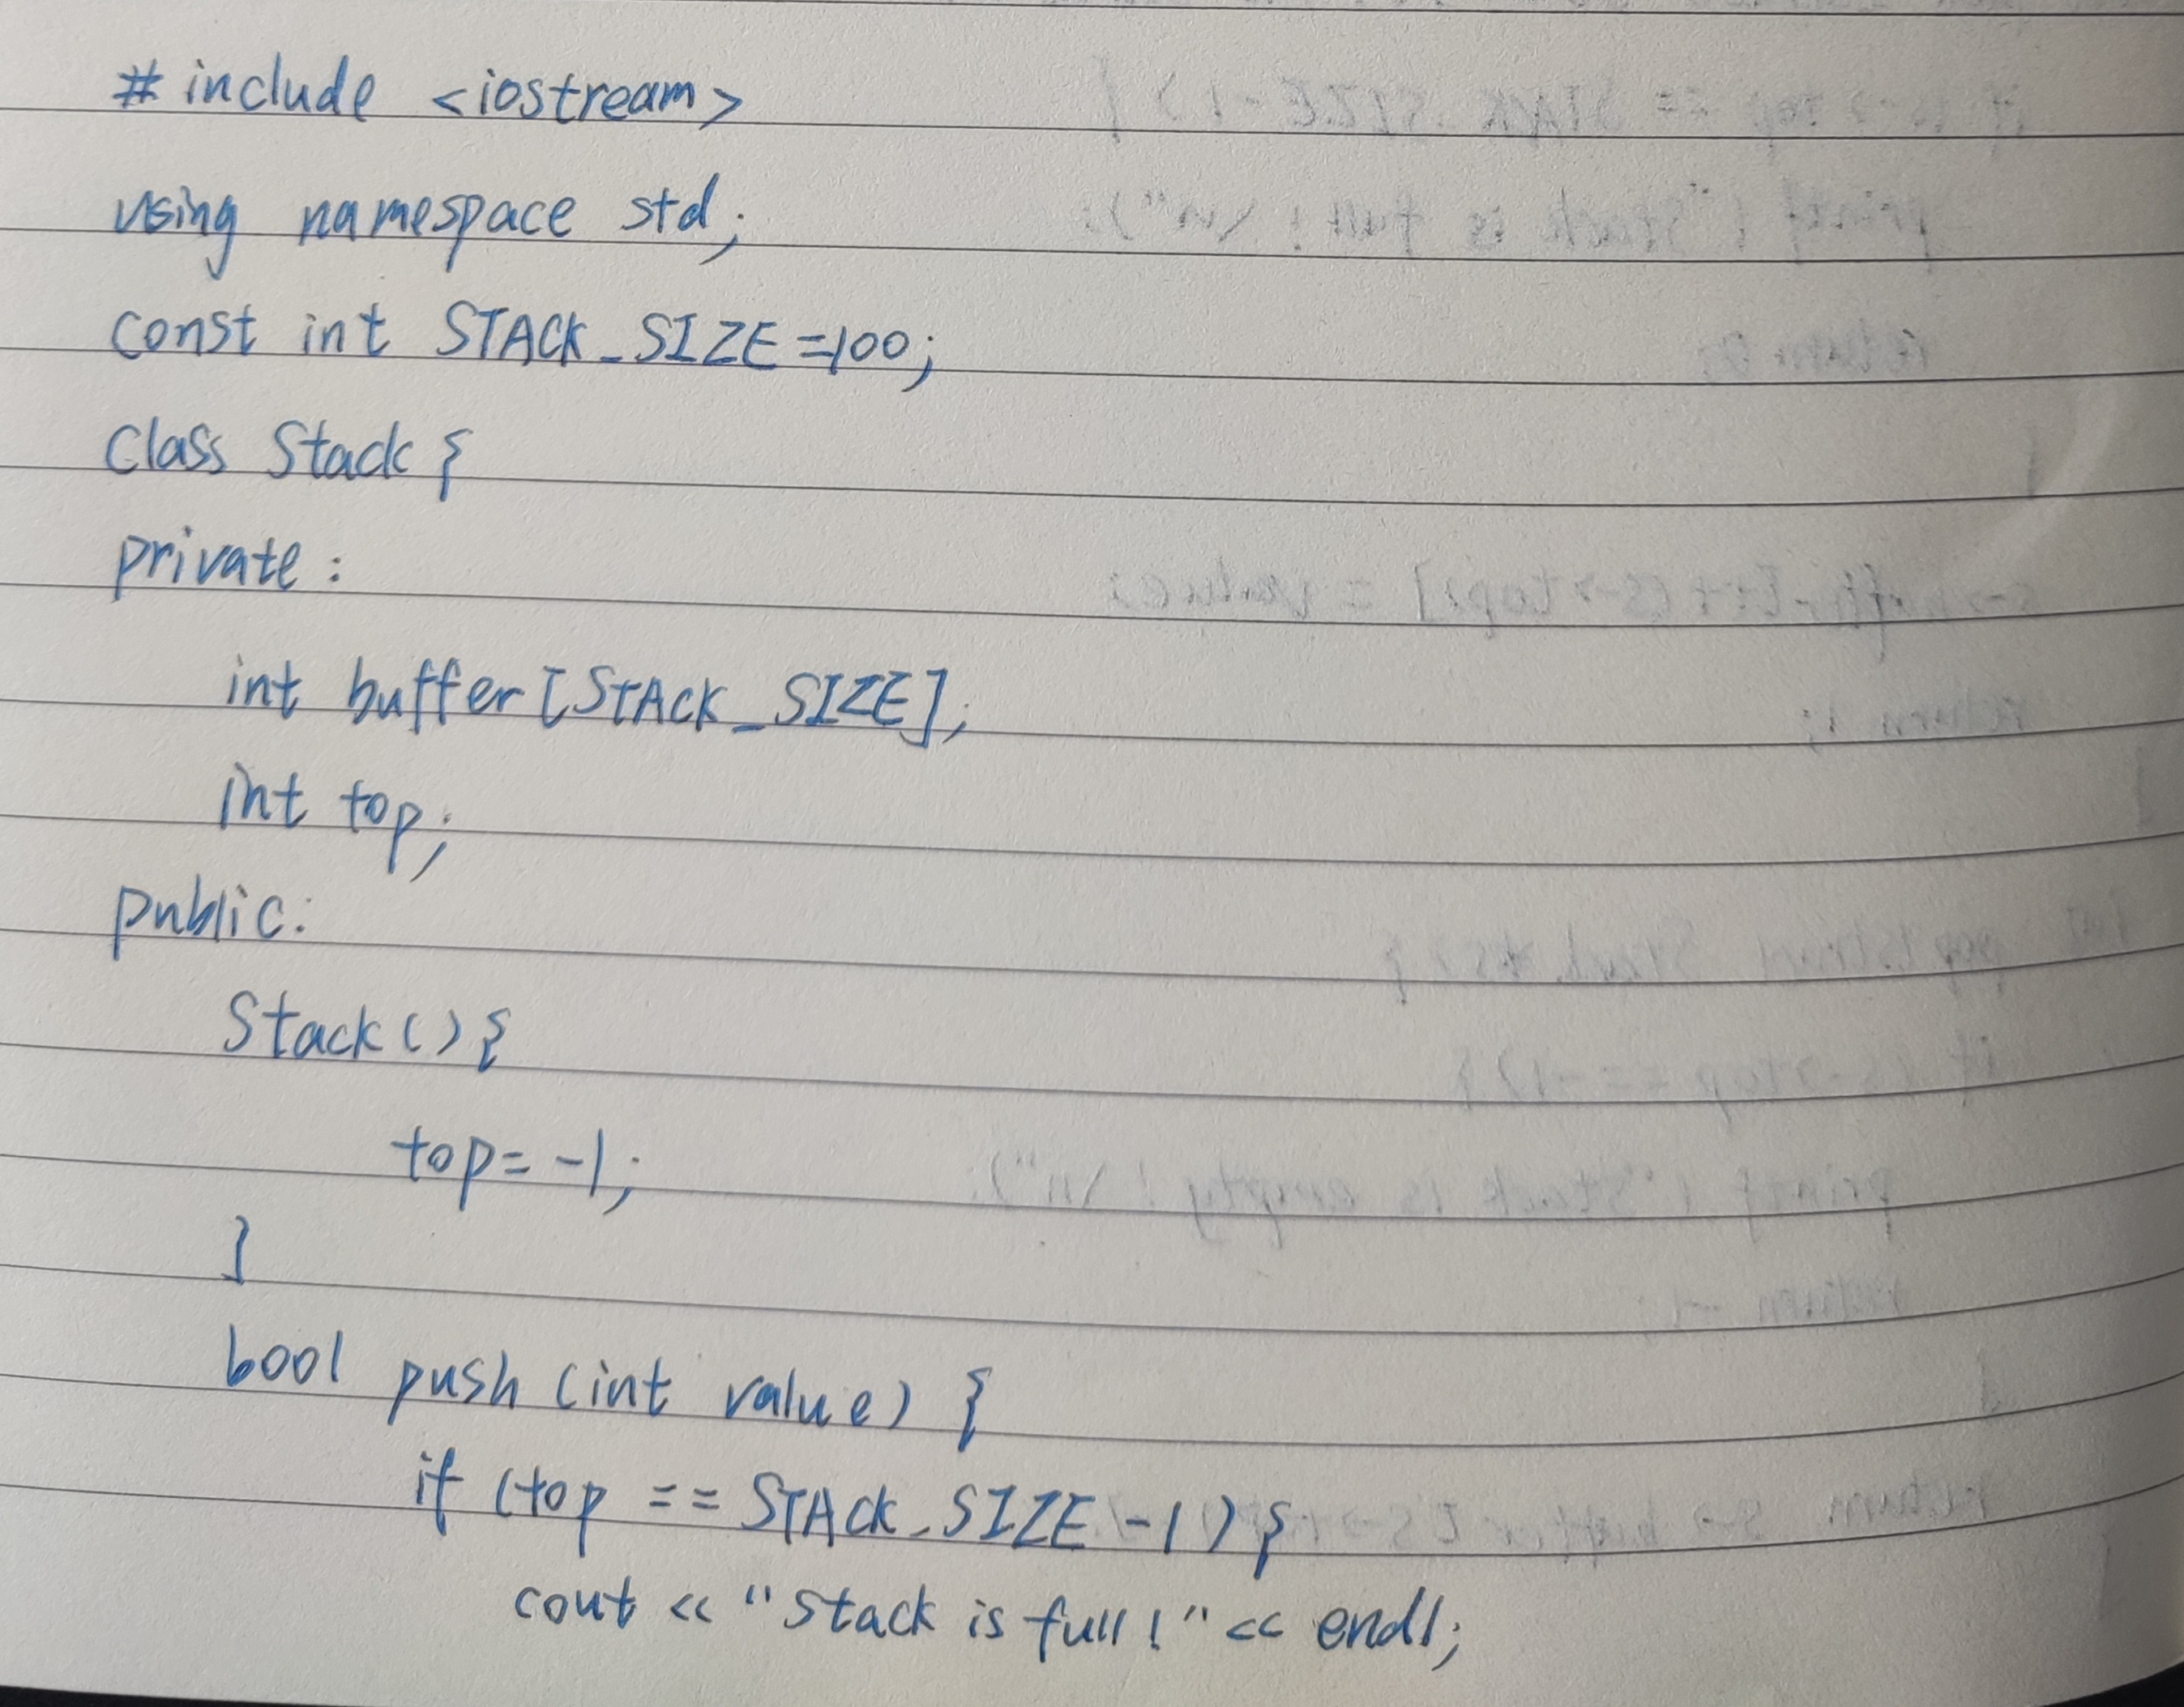 #include <iostream>
using namespace std;
const int STACK_SIZE=100;
class Stack {
private:
int buffer[STACK_SIZE];
int top;
public:
Stack(){
top=-1;
}
bool push (int value) {
if (top == STACK_SIZE-1){
cout << "Stack is full!" << endl;